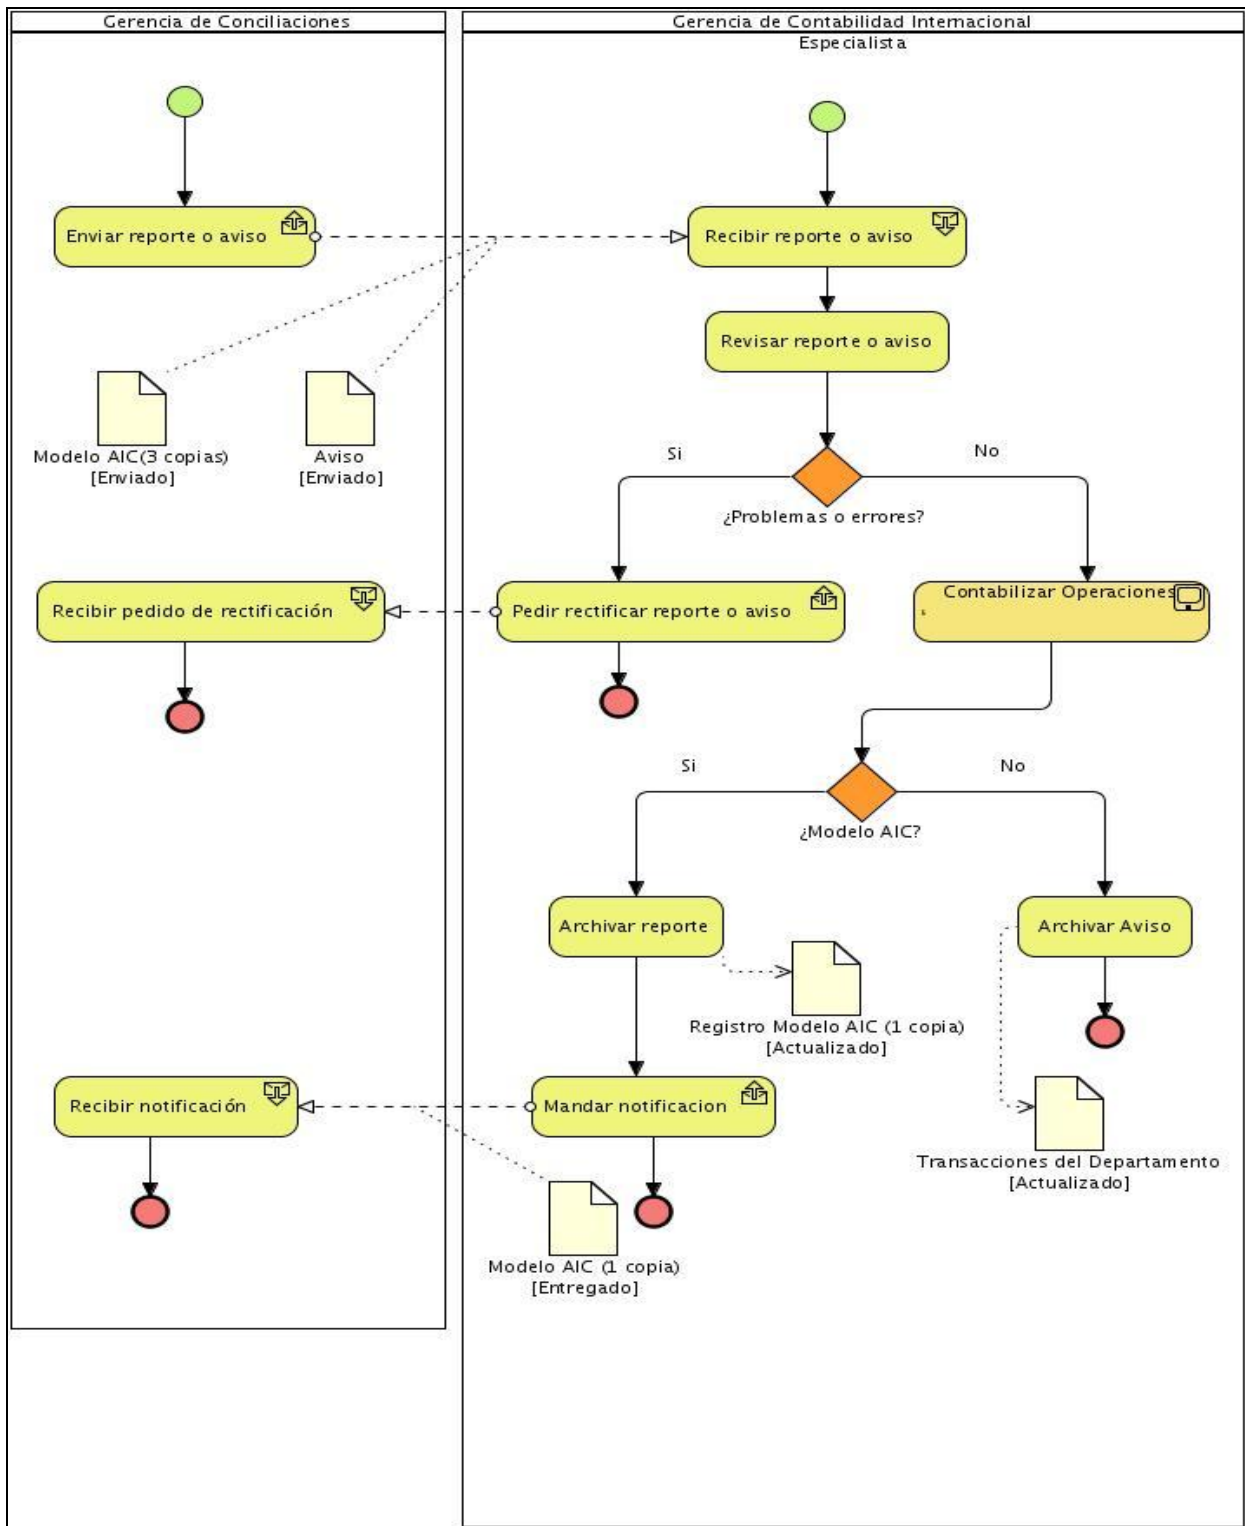 Gerencia de Conciliaciones
Gerencia de Contabilidad Internacional
Especialista
Enviar reporte o aviso
Recibir reporte o aviso
Revisar reporte o aviso
Modelo AIC(3 copias)
[Enviado]
Aviso
[Enviado]
Si
No
¿Problemas o errores?
Recibir pedido de rectificación
Pedir rectificar reporte o aviso
Contabilizar Operaciones
Si
No
¿Modelo AIC?
Archivar reporte
Archivar Aviso
Registro Modelo AIC (1 copia)
[Actualizado]
Recibir notificación
Mandar notificacion
Transacciones del Departamento
[Actualizado]
Modelo AIC (1 copia)
[Entregado]